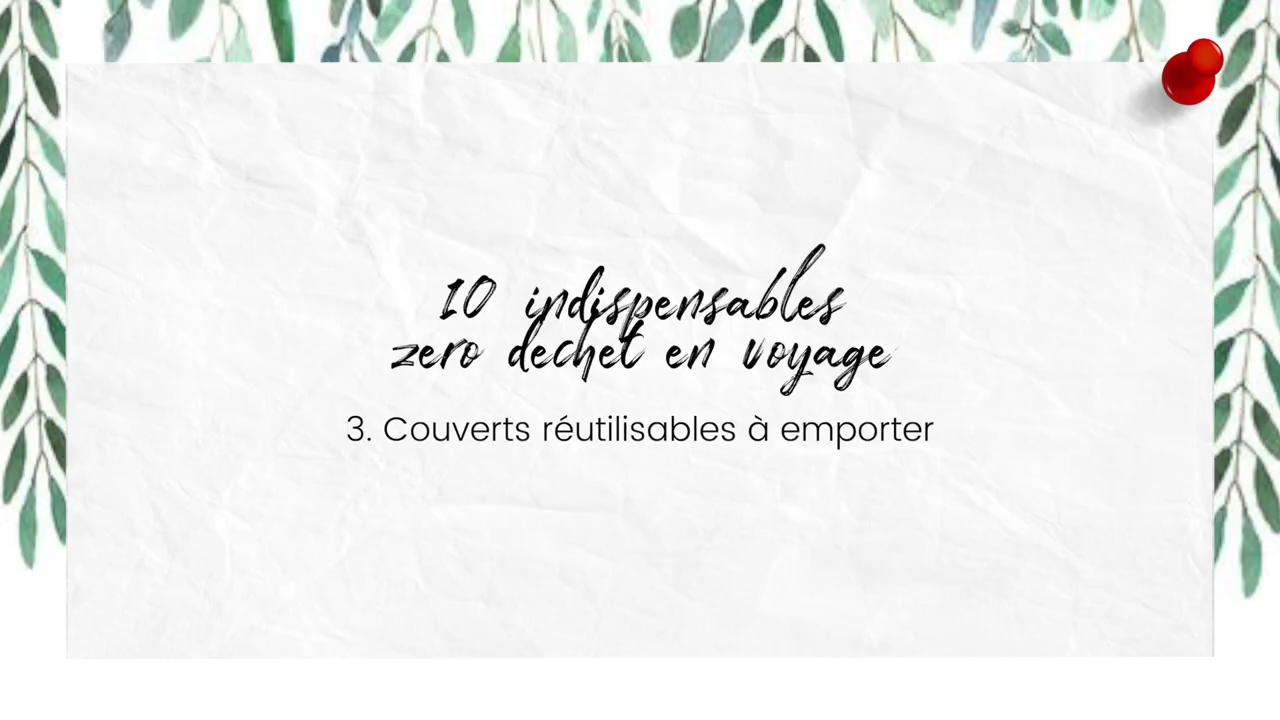 10 indispensables
zero dechet en voyage
3. Couverts réutilisables à emporter